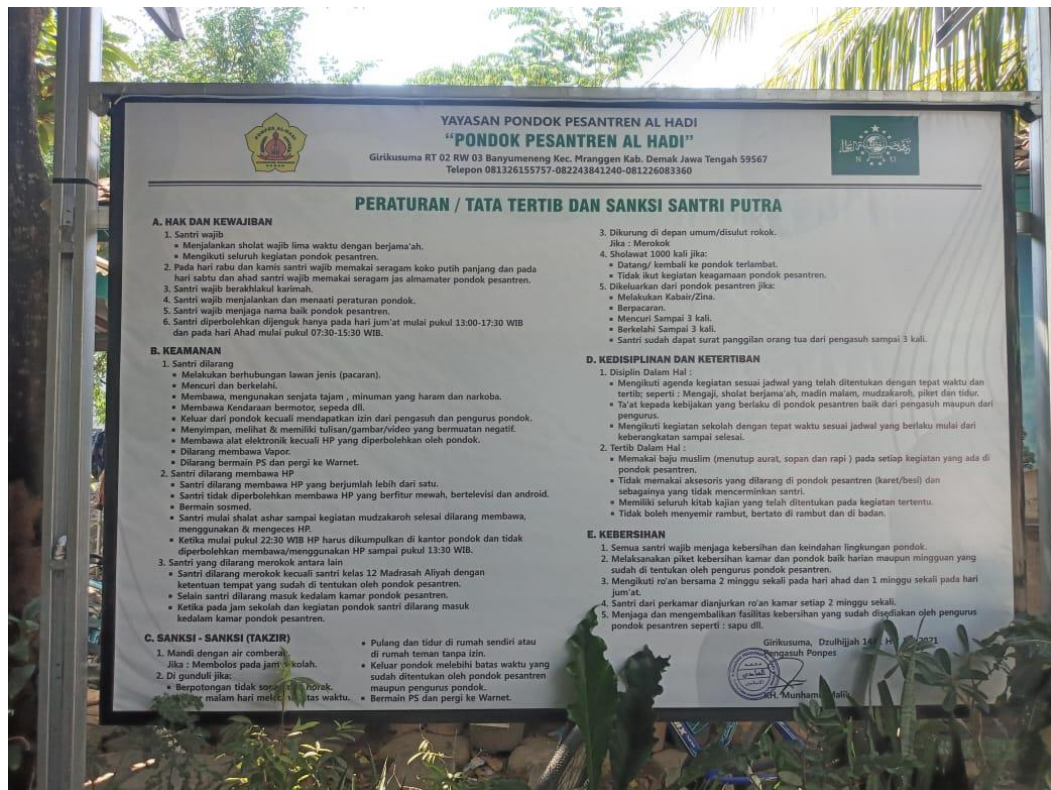 YAYASAN PONDOK PESANTREN AL HADI
"PONDOK PESANTREN AL HADI"
Girikusuma RT 02 RW 03 Banyumeneng Kec. Mranggen Kab. Demak Jawa Tengah 59567
Telepon 081326155757-082243841240-081226083360
N U
PERATURAN / TATA TERTIB DAN SANKSI SANTRI PUTRA
A. HAK DAN KEWAJIBAN
1. Santri wajib
• Menjalankan sholat wajib lima waktu dengan berjama'ah.
• Mengikuti seluruh kegiatan pondok pesantren.
2. Pada hari rabu dan kamis santri wajib memakai seragam koko putih panjang dan pada
hari sabtu dan ahad santri wajib memakai seragam jas almamater pondok pesantren.
3. Santri wajib berakhlakul karimah.
4. Santri wajib menjalankan dan menaati peraturan pondok.
5. Santri wajib menjaga nama baik pondok pesantren.
6. Santri diperbolehkan dijenguk hanya pada hari jum'at mulai pukul 13:00-17:30 WIB
dan pada hari Ahad mulai pukul 07:30-15:30 WIB.
B. KEAMANAN
1. Santri dilarang
• Melakukan berhubungan lawan jenis (pacaran).
• Mencuri dan berkelahi.
• Membawa, mengunakan senjata tajam , minuman yang haram dan narkoba.
• Membawa Kendaraan bermotor, sepeda dll.
• Keluar dari pondok kecuali mendapatkan izin dari pengasuh dan pengurus pondok.
• Menyimpan, melihat & memiliki tulisan/gambar/video yang bermuatan negatif.
• Membawa alat elektronik kecuali HP yang diperbolehkan oleh pondok.
• Dilarang membawa Vapor.
• Dilarang bermain PS dan pergi ke Warnet.
2. Santri dilarang membawa HP
• Santri dilarang membawa HP yang berjumlah lebih dari satu.
• Santri tidak diperbolehkan membawa HP yang berfitur mewah, bertelevisi dan android.
• Bermain sosmed.
• Santri mulai shalat ashar sampai kegiatan mudzakaroh selesai dilarang membawa,
menggunakan & mengeces HP.
• Ketika mulai pukul 22:30 WIB HP harus dikumpulkan di kantor pondok dan tidak
diperbolehkan membawa/menggunakan HP sampai pukul 13:30 WIB.
3. Santri yang dilarang merokok antara lain
• Santri dilarang merokok kecuali santri kelas 12 Madrasah Aliyah dengan
ketentuan tempat yang sudah di tentukan oleh pondok pesantren.
• Selain santri dilarang masuk kedalam kamar pondok pesantren.
• Ketika pada jam sekolah dan kegiatan pondok santri dilarang masuk
kedalam kamar pondok pesantren.
C. SANKSI - SANKSI (TAKZIR)
1. Mandi dengan air comberan.
Jika : Membolos pada jam sekolah.
2. Di gunduli jika:
• Berpotongan tidak horak.
malam hari batas waktu.
• Pulang dan tidur di rumah sendiri atau
di rumah teman tanpa izin.
• Keluar pondok melebihi batas waktu yang
sudah ditentukan oleh pondok pesantren
maupun pengurus pondok.
• Bermain PS dan pergi ke Warnet.
3. Dikurung di depan umum/disulut rokok.
Jika : Merokok
4. Sholawat 1000 kali jika:
• Datang/ kembali ke pondok terlambat.
• Tidak ikut kegiatan keagamaan pondok pesantren.
5. Dikeluarkan dari pondok pesantren jika:
• Melakukan Kabair/Zina.
• Berpacaran.
• Mencuri Sampai 3 kali.
• Berkelahi Sampai 3 kali.
• Santri sudah dapat surat panggilan orang tua dari pengasuh sampai 3 kali.
D. KEDISIPLINAN DAN KETERTIBAN
1. Disiplin Dalam Hal :
• Mengikuti agenda kegiatan sesuai jadwal yang telah ditentukan dengan tepat waktu dan
tertib; seperti : Mengaji, sholat berjama'ah, madin malam, mudzakaroh, piket dan tidur.
• Ta'at kepada kebijakan yang berlaku di pondok pesantren baik dari pengasuh maupun dari
pengurus.
• Mengikuti kegiatan sekolah dengan tepat waktu sesuai jadwal yang berlaku mulai dari
keberangkatan sampai selesai.
2. Tertib Dalam Hal :
• Memakai baju muslim (menutup aurat, sopan dan rapi ) pada setiap kegiatan yang ada di
pondok pesantren.
• Tidak memakai aksesoris yang dilarang di pondok pesantren (karet/besi) dan
sebagainya yang tidak mencerminkan santri.
• Memiliki seluruh kitab kajian yang telah ditentukan pada kegiatan tertentu.
• Tidak boleh menyemir rambut, bertato di rambut dan di badan.
E. KEBERSIHAN
1. Semua santri wajib menjaga kebersihan dan keindahan lingkungan pondok.
2. Melaksanakan piket kebersihan kamar dan pondok baik harian maupun mingguan yang
sudah di tentukan oleh pengurus pondok pesantren.
3. Mengikuti ro'an bersama 2 minggu sekali pada hari ahad dan 1 minggu sekali pada hari
jum'at.
4. Santri dari perkamar dianjurkan ro'an kamar setiap 2 minggu sekali.
5. Menjaga dan mengembalikan fasilitas kebersihan yang sudah disediakan oleh pengurus
pondok pesantren seperti : sapu dll.
Girikusuma, Dzulhijjah 2021
Pengasuh Ponpes
KH. Munhamir Malik